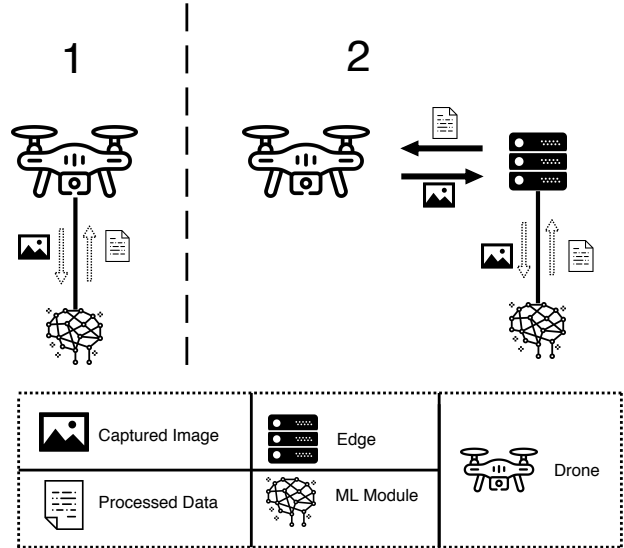 1
2
Captured Image
Edge
Drone
Processed Data
ML Module